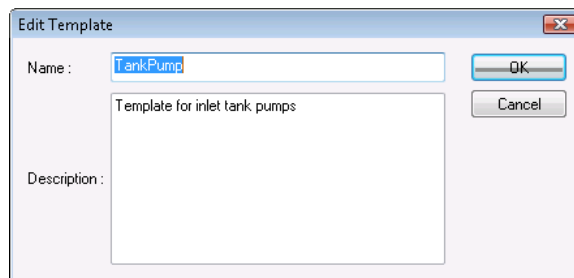 Edit Template
Name : TankPump OK
Template for inlet tank pumps Cancel
Description :